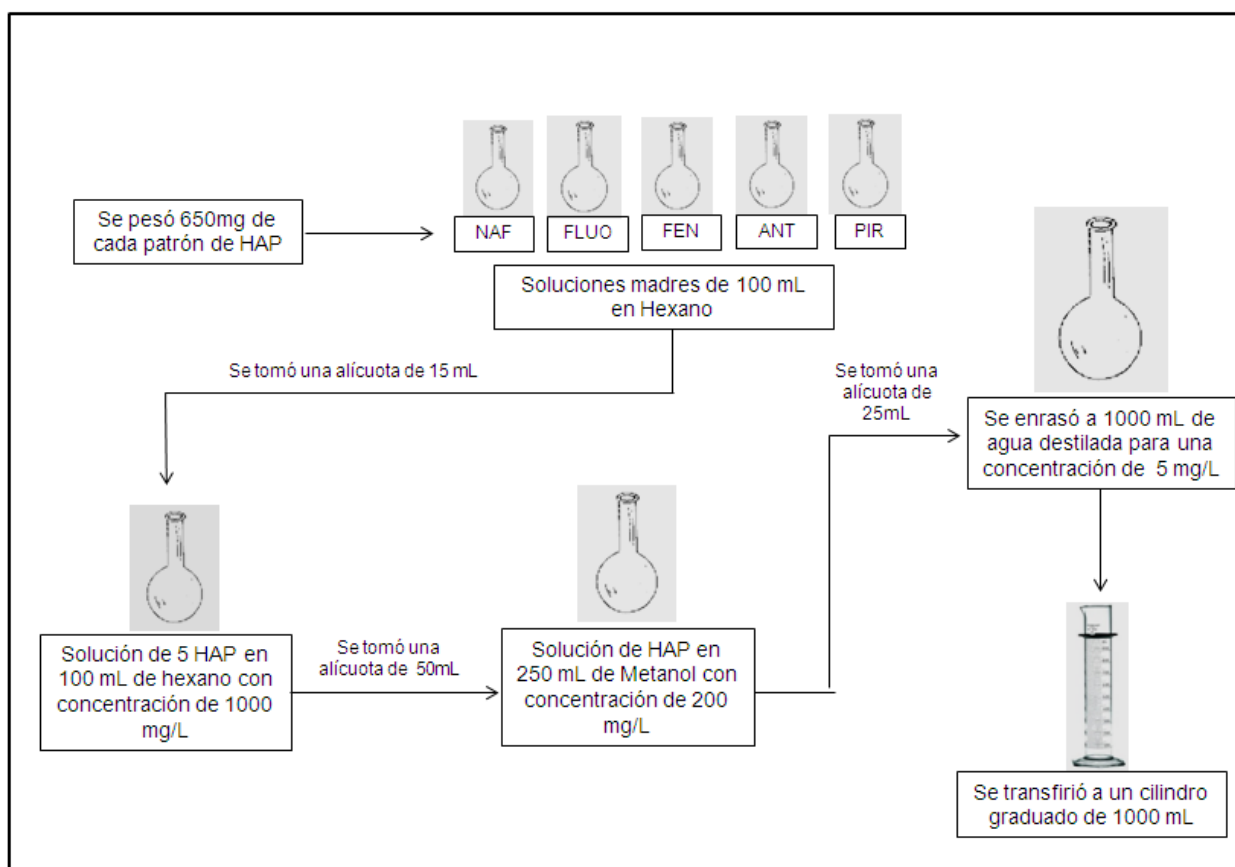 Se pesó 650mg de
cada patrón de HAP
NAF
FLUO
FEN
ANT
PIR
Soluciones madres de 100 mL
en Hexano
Se tomó una alícuota de 15 mL
Solución de 5 HAP en
100 mL de hexano con
concentración de 1000
mg/L
Se tomó una
alícuota de 50mL
Solución de HAP en
250 mL de Metanol con
concentración de 200
mg/L
Se tomó una
alícuota de
25mL
Se enrasó a 1000 mL de
agua destilada para una
concentración de 5 mg/L
Se transfirió a un cilindro
graduado de 1000 mL